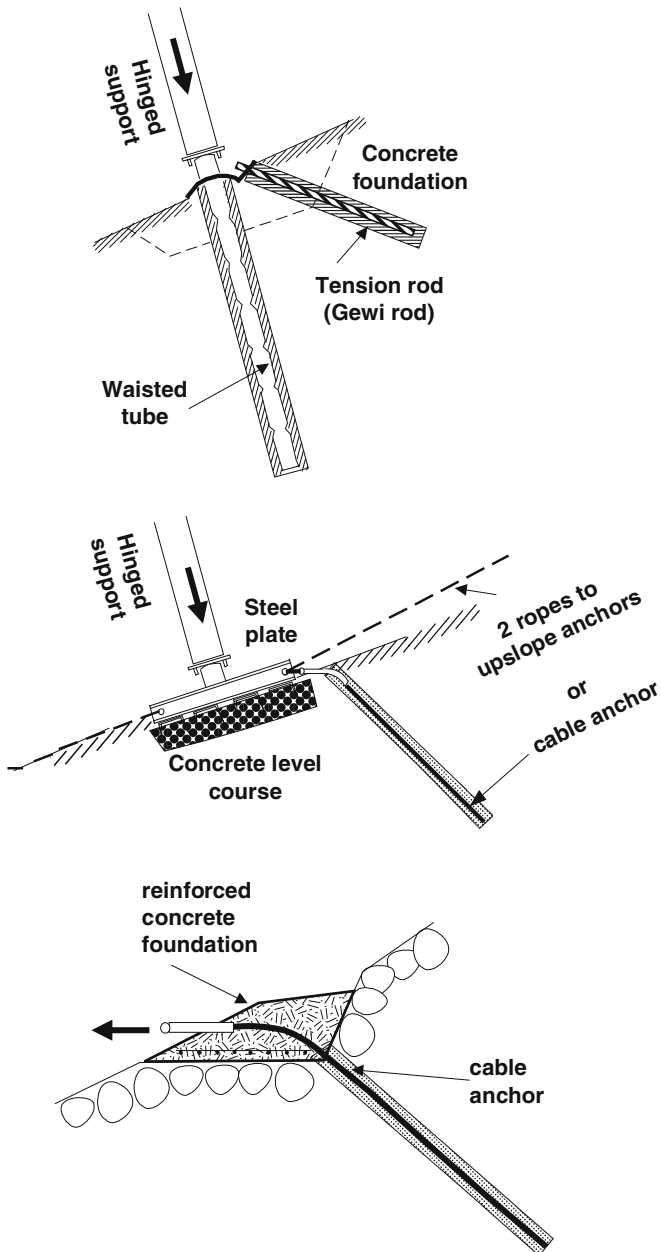 Hinged
support
Concrete
foundation
Tension rod
(Gewi rod)
Waisted
tube
Hinged
support
Steel
plate
2 ropes to
upslope anchors
or
cable anchor
Concrete level
course
reinforced
concrete
foundation
cable
anchor